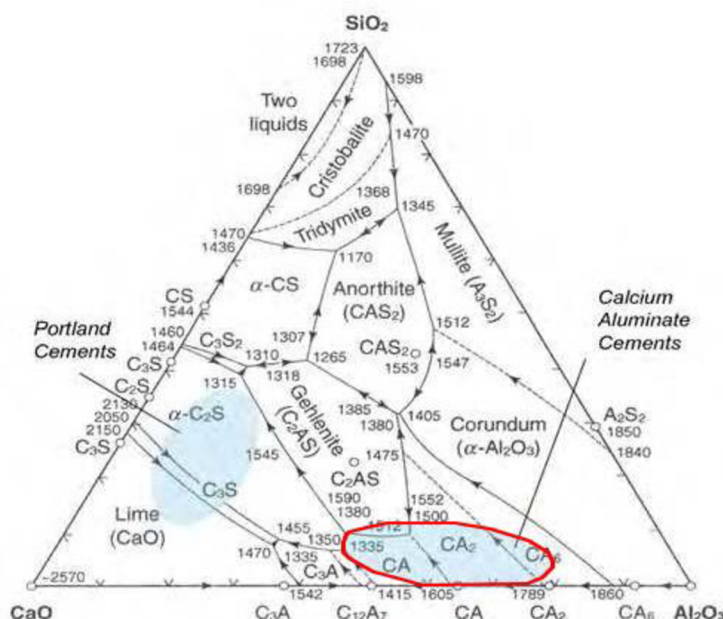 SiO₂
1723
1698
1598
Two
liquids
Cristobalite
1470
1698
1368
1345
Tridymite
1470
1436
1170
Mullite (A₃S₂)
α-CS
Anorthite
(CAS₂)
Calcium
Aluminate
Cements
CS
1544
Portland
Cements
1460
1464
C₃S₂
1307
1512
C₃S
1310
1318
1265
CAS₂
1553
1547
1315
C₂S
2130
2050
2150
α-C₂S
Gehlenite
(C₂AS)
1385
1380
1405
Corundum
(α-Al₂O₃)
A₂S₂
1850
1840
C₃S
1475
1545
C₂AS
C₃S
1590
1380
1552
1500
Lime
(CaO)
1455
1350
1512
1470
1335
1335
CA₂
CA₆
C₃A
CA
~2570
1542
1415
1605
1789
1860
CaO
C₃A
C₁₂A₇
CA
CA₂
CA₆
Al₂O₃